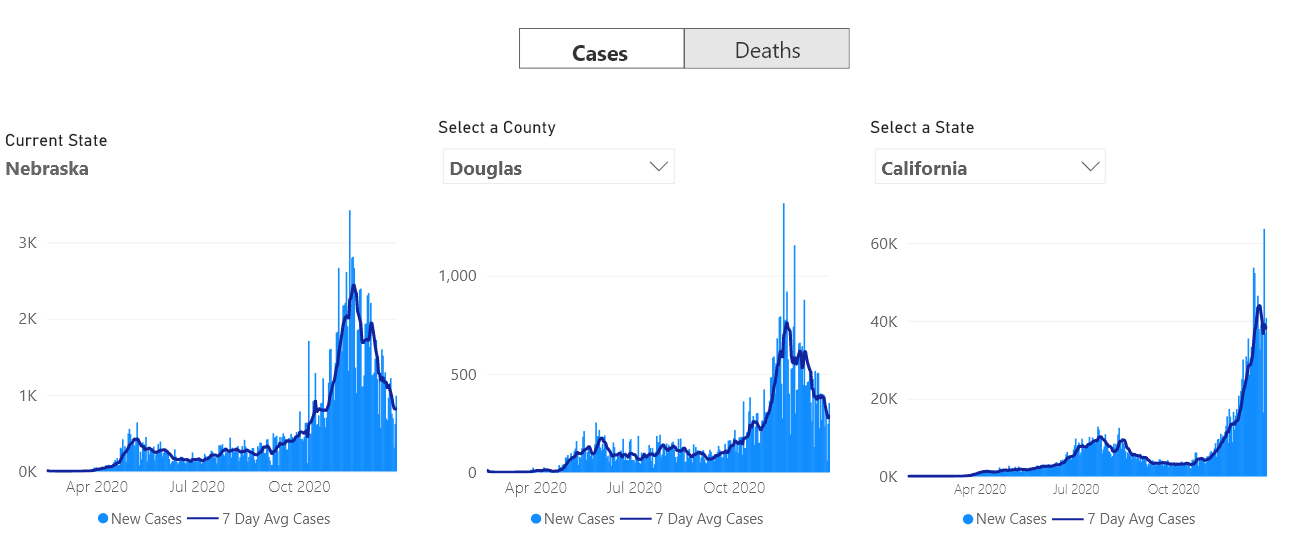 Cases Deaths
Current State
Nebraska
3K
2K
1K
0K
Apr 2020 Jul 2020 Oct 2020
New Cases 7 Day Avg Cases
Select a County
Douglas
1,000
500
0
Apr 2020 Jul 2020 Oct 2020
New Cases 7 Day Avg Cases
Select a State
California
60K
40K
20K
0K
Apr 2020 Jul 2020 Oct 2020
New Cases 7 Day Avg Cases